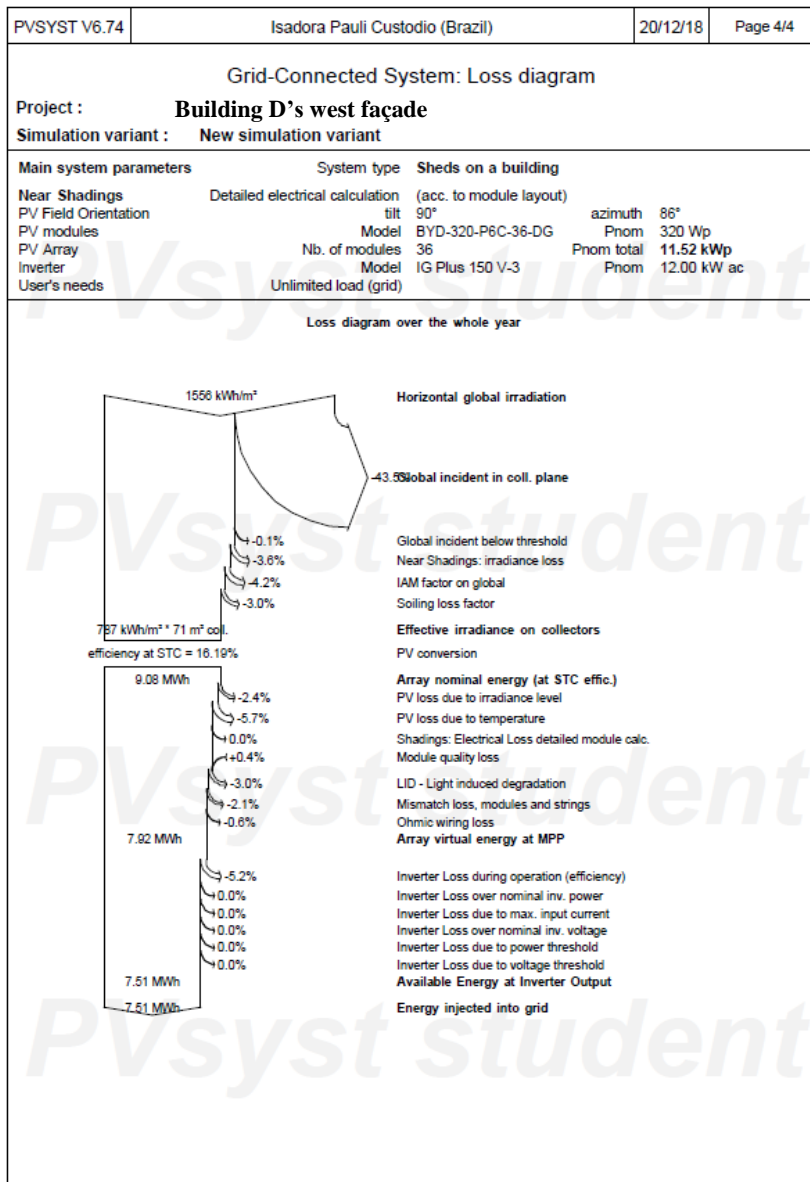 PVSYST V6.74 Isadora Pauli Custodio (Brazil) 20/12/18 Page 4/4
Grid-Connected System: Loss diagram
Project : Building D's west façade
Simulation variant : New simulation variant
Main system parameters System type Sheds on a building
Near Shadings Detailed electrical calculation (acc. to module layout)
PV Field Orientation tilt 90° azimuth 86°
PV modules Model BYD-320-P6C-36-DG Pnom 320 Wp
PV Array Nb. of modules 36 Pnom total 11.52 kWp
Inverter Model IG Plus 150 V-3 Pnom 12.00 kW ac
User's needs Unlimited load (grid)
PVsyst student
Loss diagram over the whole year
1556 kWh/m² Horizontal global irradiation
-43.5% Global incident in coll. plane
PVsyst student
-0.1% Global incident below threshold
-3.6% Near Shadings: irradiance loss
-4.2% IAM factor on global
-3.0% Soiling loss factor
787 kWh/m² * 71 m² coll. Effective irradiance on collectors
efficiency at STC = 16.19% PV conversion
9.08 MWh Array nominal energy (at STC effic.)
-2.4% PV loss due to irradiance level
-5.7% PV loss due to temperature
0.0% Shadings: Electrical Loss detailed module calc.
+0.4% Module quality loss
PVsyst student
-3.0% LID - Light induced degradation
-2.1% Mismatch loss, modules and strings
-0.6% Ohmic wiring loss
7.92 MWh Array virtual energy at MPP
-5.2% Inverter Loss during operation (efficiency)
0.0% Inverter Loss over nominal inv. power
0.0% Inverter Loss due to max. input current
0.0% Inverter Loss over nominal inv. voltage
0.0% Inverter Loss due to power threshold
0.0% Inverter Loss due to voltage threshold
7.51 MWh Available Energy at Inverter Output
7.51 MWh Energy injected into grid
PVsyst student